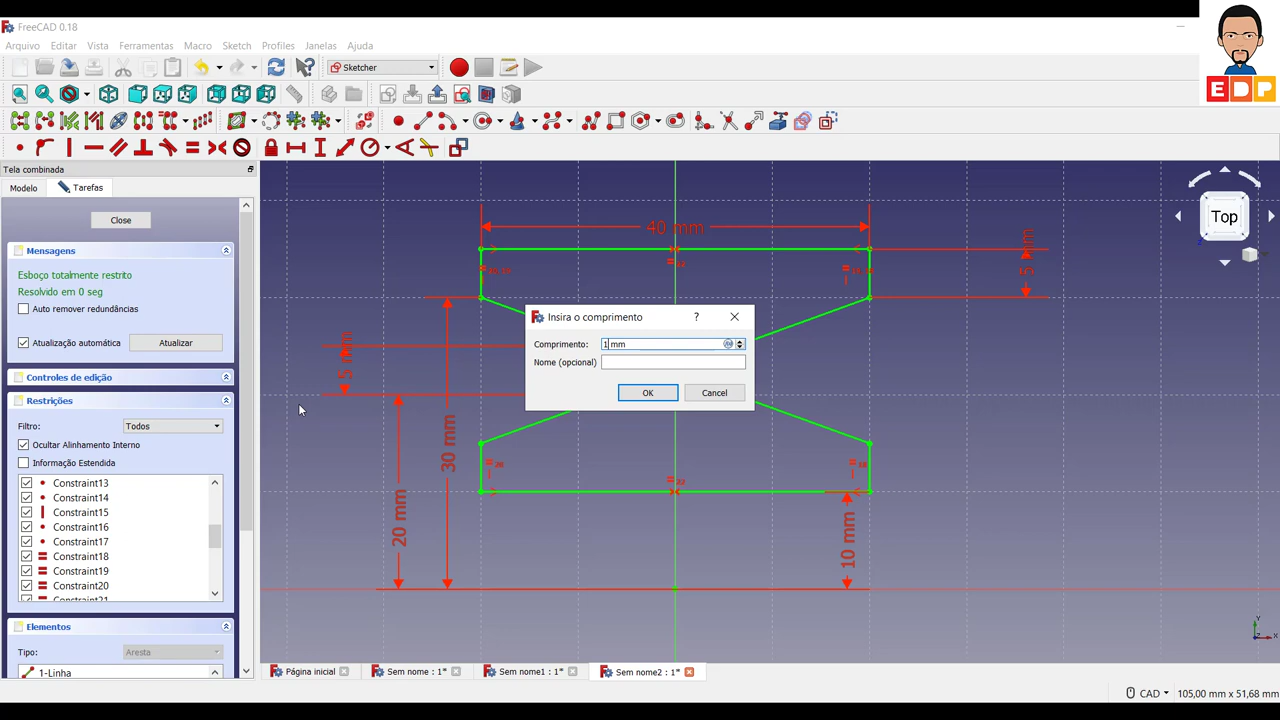 FreeCAD 0.18
Arquivo Editar Vista Ferramentas Macro Sketch Profiles Janelas Ajuda
Sketcher
EDP
Tela combinada
Modelo Tarefas
Close
Mensagens
Esboço totalmente restrito
Resolvido em 0 seg
Auto remover redundâncias
Atualização automática Atualizar
Controles de edição
Restrições
Filtro: Todos
Ocultar Alinhamento Interno
Informação Estendida
Constraint13
Constraint14
Constraint15
Constraint16
Constraint17
Constraint18
Constraint19
Constraint20
Constraint21
Elementos
Tipo: Aresta
1-Linha
40 mm
5 mm
5 mm
30 mm
20 mm
10 mm
Top
Insira o comprimento
Comprimento: 1 mm
Nome (opcional)
OK Cancel
Y
X
Página inicial Sem nome : 1* Sem nome1 : 1* Sem nome2 : 1*
CAD 105,00 mm x 51,68 mm